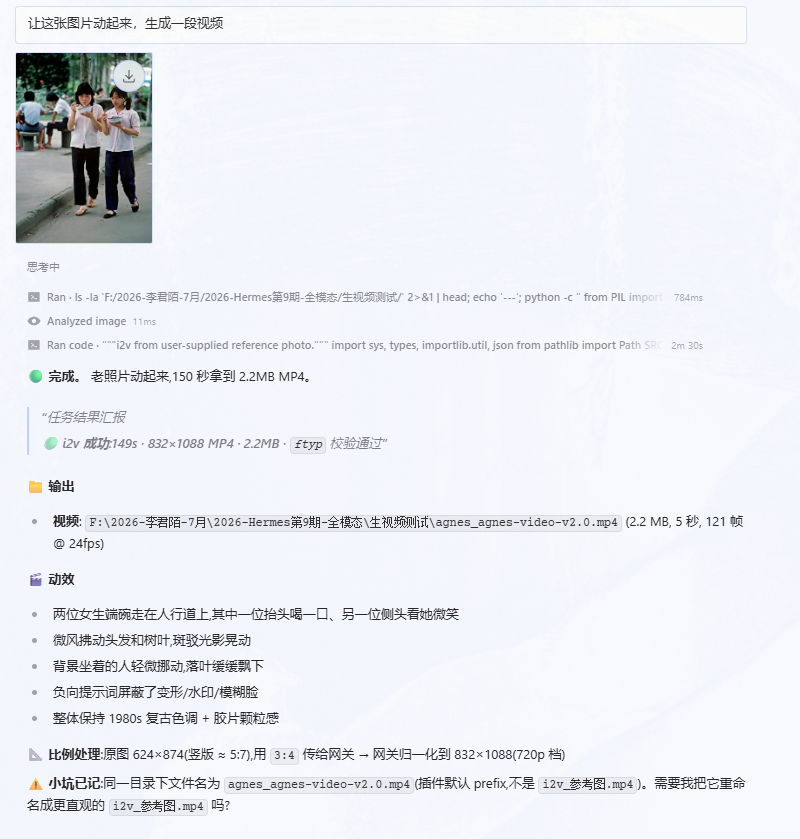 让这张图片动起来，生成一段视频
思考中
Ran · ls -la 'F:/2026-李君陌-7月/2026-Hermes第9期-全模态/生视频测试/' 2>&1 | head; echo '---'; python -c " from PIL import 784ms
Analyzed image 11ms
Ran code · """i2v from user-supplied reference photo.""" import sys, types, importlib.util, json from pathlib import Path SRC 2m 30s
完成。 老照片动起来,150 秒拿到 2.2MB MP4。
“任务结果汇报
i2v 成功:149s · 832×1088 MP4 · 2.2MB · ftyp 校验通过”
输出
视频: F:\2026-李君陌-7月\2026-Hermes第9期-全模态\生视频测试\agnes_agnes-video-v2.0.mp4 (2.2 MB, 5 秒, 121 帧
@ 24fps)
动效
两位女生端碗走在人行道上,其中一位抬头喝一口、另一位侧头看她微笑
微风拂动头发和树叶,斑驳光影晃动
背景坐着的人轻微挪动,落叶缓缓飘下
负向提示词屏蔽了变形/水印/模糊脸
整体保持 1980s 复古色调 + 胶片颗粒感
比例处理:原图 624×874(竖版 ≈ 5:7),用 3:4 传给网关 → 网关归一化到 832×1088(720p 档)
小坑已记:同一目录下文件名为 agnes_agnes-video-v2.0.mp4(插件默认 prefix,不是 i2v_参考图.mp4)。需要我把它重命
名成更直观的 i2v_参考图.mp4 吗?